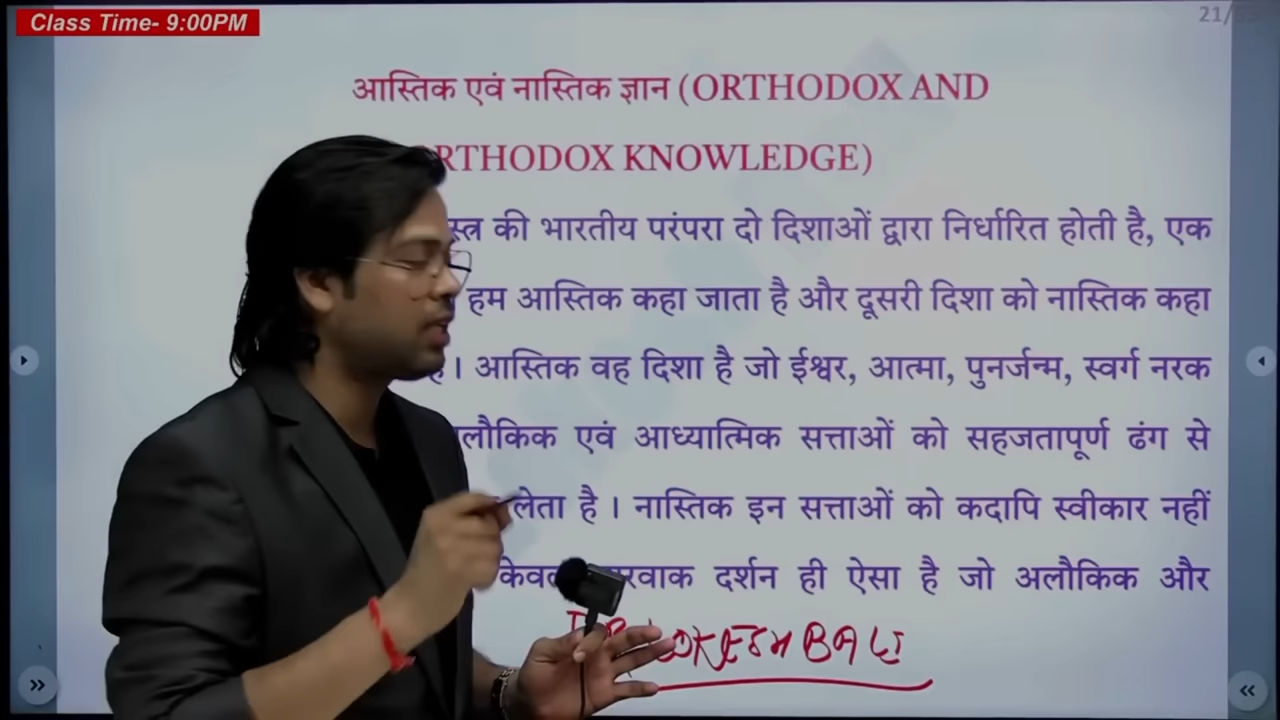 Class Time- 9:00PM
21/
आस्तिक एवं नास्तिक ज्ञान (ORTHODOX AND
RTHODOX KNOWLEDGE)
की भारतीय परंपरा दो दिशाओं द्वारा निर्धारित होती है, एक
हम आस्तिक कहा जाता है और दूसरी दिशा को नास्तिक कहा
है। आस्तिक वह दिशा है जो ईश्वर, आत्मा, पुनर्जन्म, स्वर्ग नरक
लौकिक एवं आध्यात्मिक सत्ताओं को सहजतापूर्ण ढंग से
लेता है । नास्तिक इन सत्ताओं को कदापि स्वीकार नहीं
केवल रवाक दर्शन ही ऐसा है जो अलौकिक और